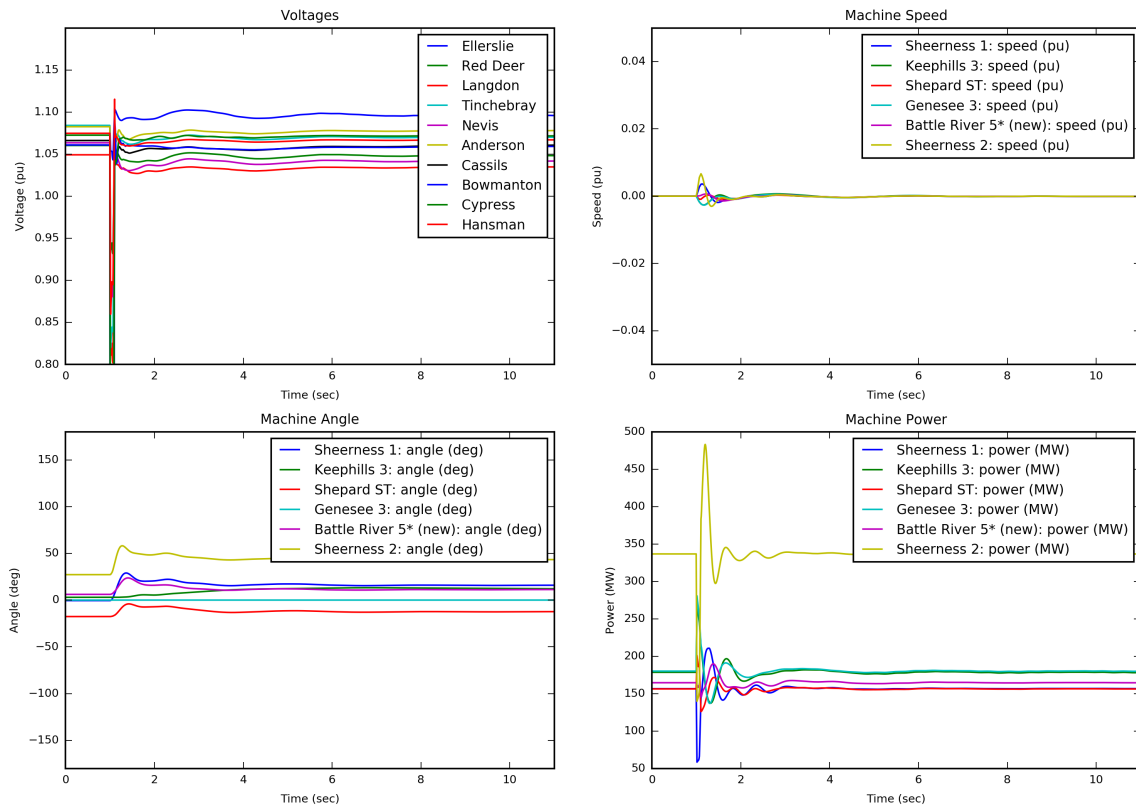 Voltages
Voltage (pu)
1.15
1.10
1.05
1.00
0.95
0.90
0.85
0.80
0 2 4 6 8 10
Time (sec)
Ellerslie
Red Deer
Langdon
Tinchebray
Nevis
Anderson
Cassils
Bowmanton
Cypress
Hansman
Machine Speed
Speed (pu)
0.04
0.02
0.00
−0.02
−0.04
0 2 4 6 8 10
Time (sec)
Sheerness 1: speed (pu)
Keephills 3: speed (pu)
Shepard ST: speed (pu)
Genesee 3: speed (pu)
Battle River 5* (new): speed (pu)
Sheerness 2: speed (pu)
Machine Angle
Angle (deg)
150
100
50
0
−50
−100
−150
0 2 4 6 8 10
Time (sec)
Sheerness 1: angle (deg)
Keephills 3: angle (deg)
Shepard ST: angle (deg)
Genesee 3: angle (deg)
Battle River 5* (new): angle (deg)
Sheerness 2: angle (deg)
Machine Power
Power (MW)
500
450
400
350
300
250
200
150
100
50
0 2 4 6 8 10
Time (sec)
Sheerness 1: power (MW)
Keephills 3: power (MW)
Shepard ST: power (MW)
Genesee 3: power (MW)
Battle River 5* (new): power (MW)
Sheerness 2: power (MW)